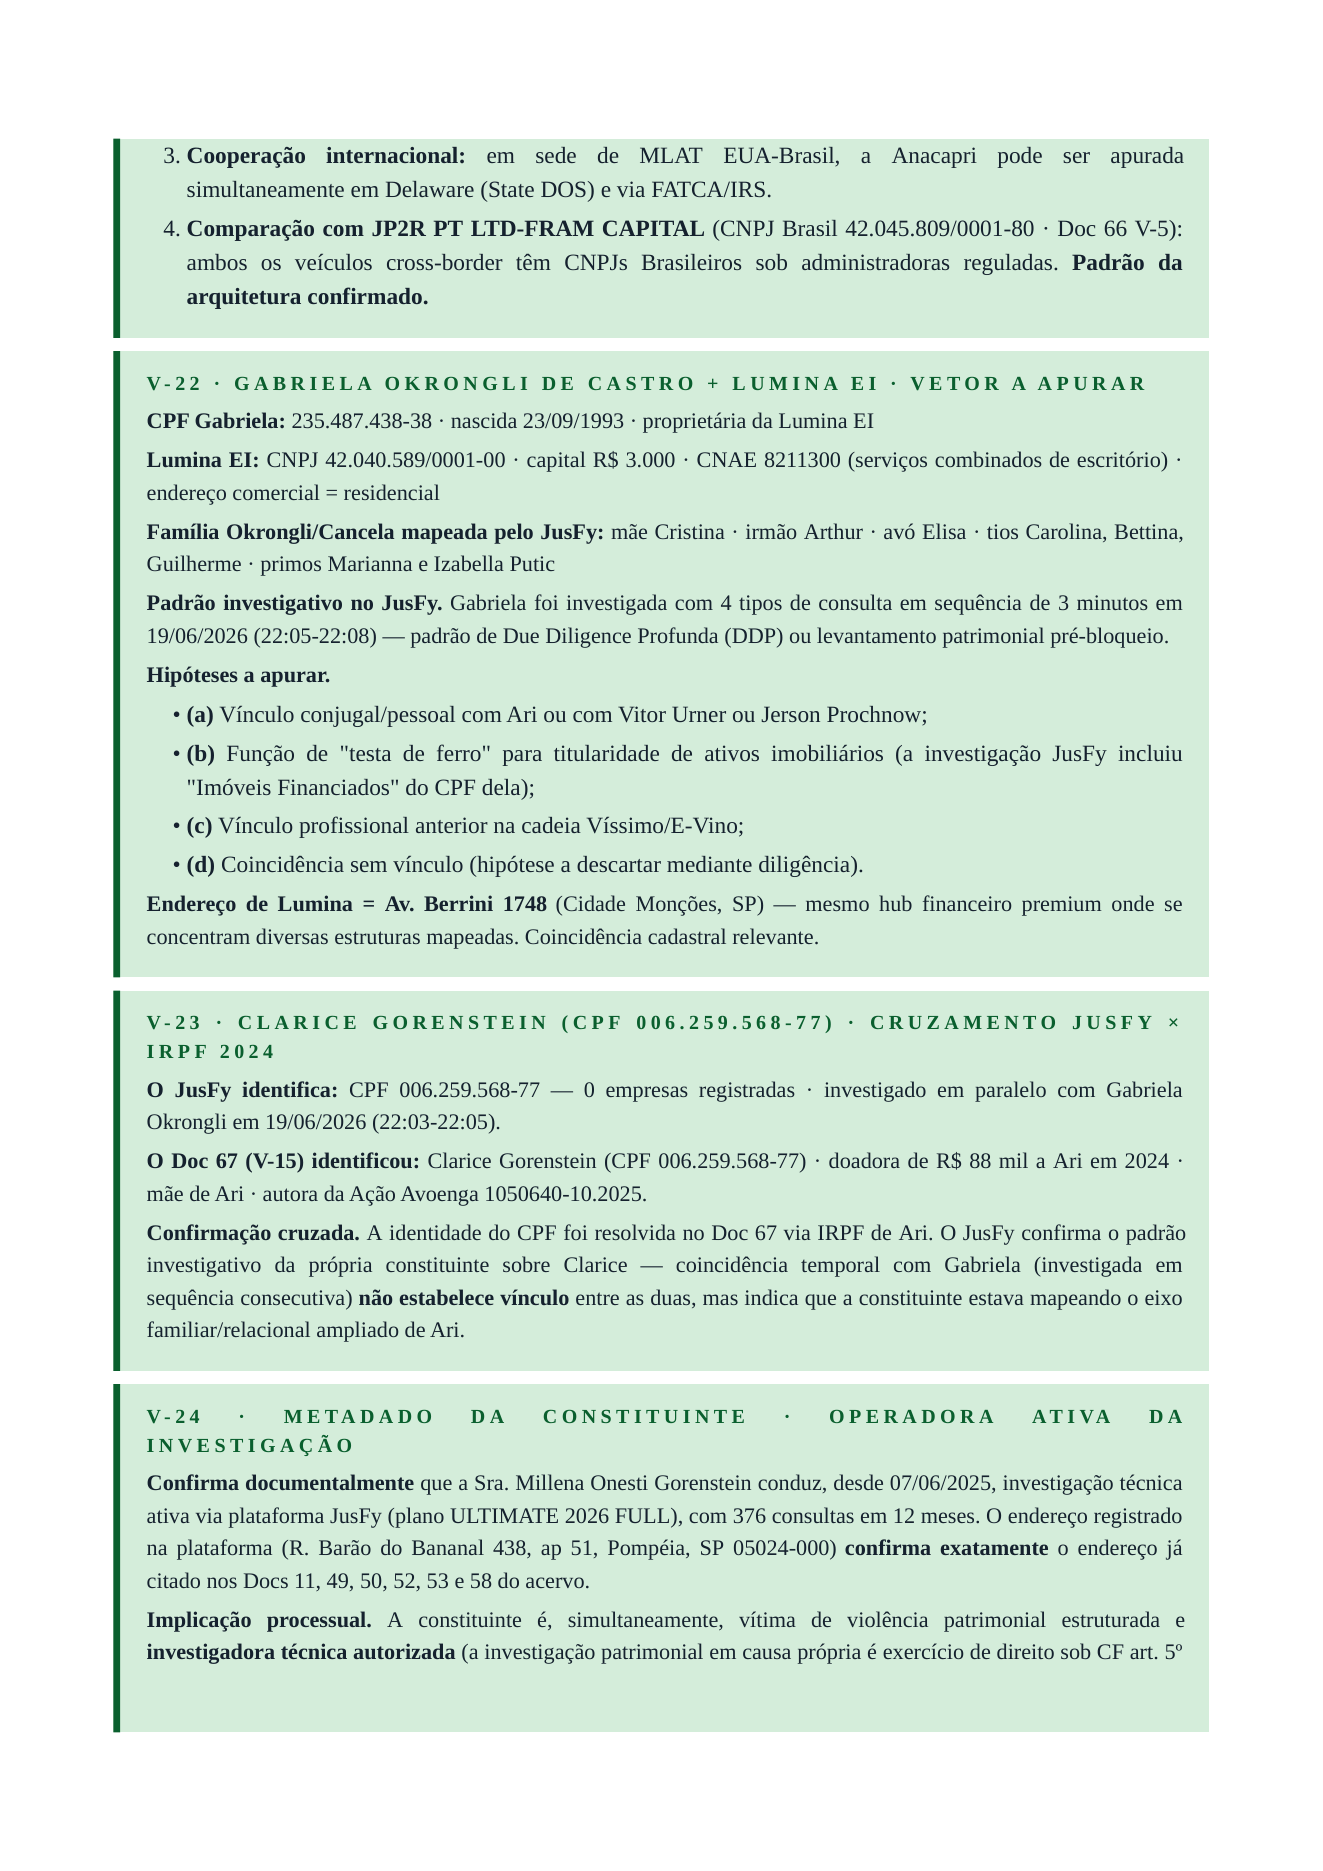 3. Cooperação internacional: em sede de MLAT EUA-Brasil, a Anacapri pode ser apurada
simultaneamente em Delaware (State DOS) e via FATCA/IRS.
4. Comparação com JP2R PT LTD-FRAM CAPITAL (CNPJ Brasil 42.045.809/0001-80 · Doc 66 V-5):
ambos os veículos cross-border têm CNPJs Brasileiros sob administradoras reguladas. Padrão da
arquitetura confirmado.
V-22 · GABRIELA OKRONGLI DE CASTRO + LUMINA EI · VETOR A APURAR
CPF Gabriela: 235.487.438-38 · nascida 23/09/1993 · proprietária da Lumina EI
Lumina EI: CNPJ 42.040.589/0001-00 · capital R$ 3.000 · CNAE 8211300 (serviços combinados de escritório) ·
endereço comercial = residencial
Família Okrongli/Cancela mapeada pelo JusFy: mãe Cristina · irmão Arthur · avó Elisa · tios Carolina, Bettina,
Guilherme · primos Marianna e Izabella Putic
Padrão investigativo no JusFy. Gabriela foi investigada com 4 tipos de consulta em sequência de 3 minutos em
19/06/2026 (22:05-22:08) — padrão de Due Diligence Profunda (DDP) ou levantamento patrimonial pré-bloqueio.
Hipóteses a apurar.
• (a) Vínculo conjugal/pessoal com Ari ou com Vitor Urner ou Jerson Prochnow;
• (b) Função de "testa de ferro" para titularidade de ativos imobiliários (a investigação JusFy incluiu
"Imóveis Financiados" do CPF dela);
• (c) Vínculo profissional anterior na cadeia Víssimo/E-Vino;
• (d) Coincidência sem vínculo (hipótese a descartar mediante diligência).
Endereço de Lumina = Av. Berrini 1748 (Cidade Monções, SP) — mesmo hub financeiro premium onde se
concentram diversas estruturas mapeadas. Coincidência cadastral relevante.
V-23 · CLARICE GORENSTEIN (CPF 006.259.568-77) · CRUZAMENTO JUSFY ×
IRPF 2024
O JusFy identifica: CPF 006.259.568-77 — 0 empresas registradas · investigado em paralelo com Gabriela
Okrongli em 19/06/2026 (22:03-22:05).
O Doc 67 (V-15) identificou: Clarice Gorenstein (CPF 006.259.568-77) · doadora de R$ 88 mil a Ari em 2024 ·
mãe de Ari · autora da Ação Avoenga 1050640-10.2025.
Confirmação cruzada. A identidade do CPF foi resolvida no Doc 67 via IRPF de Ari. O JusFy confirma o padrão
investigativo da própria constituinte sobre Clarice — coincidência temporal com Gabriela (investigada em
sequência consecutiva) não estabelece vínculo entre as duas, mas indica que a constituinte estava mapeando o eixo
familiar/relacional ampliado de Ari.
V-24 · METADADO DA CONSTITUINTE · OPERADORA ATIVA DA
INVESTIGAÇÃO
Confirma documentalmente que a Sra. Millena Onesti Gorenstein conduz, desde 07/06/2025, investigação técnica
ativa via plataforma JusFy (plano ULTIMATE 2026 FULL), com 376 consultas em 12 meses. O endereço registrado
na plataforma (R. Barão do Bananal 438, ap 51, Pompéia, SP 05024-000) confirma exatamente o endereço já
citado nos Docs 11, 49, 50, 52, 53 e 58 do acervo.
Implicação processual. A constituinte é, simultaneamente, vítima de violência patrimonial estruturada e
investigadora técnica autorizada (a investigação patrimonial em causa própria é exercício de direito sob CF art. 5º